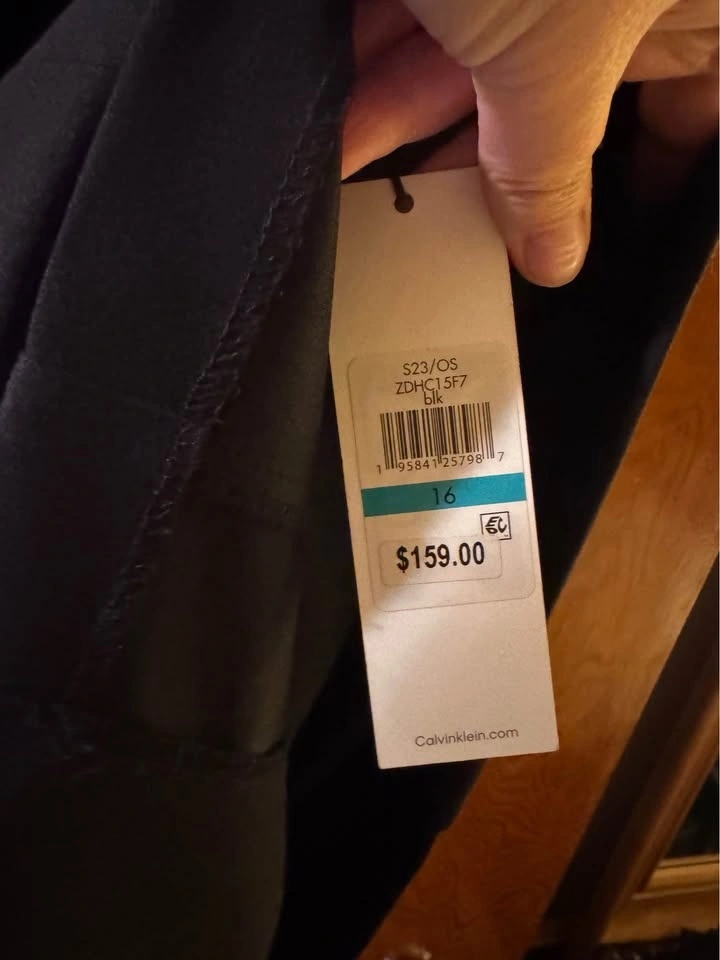 S23/OS
ZDHC15F7
blk
1 95841 25798 7
16
$159.00
Calvinklein.com